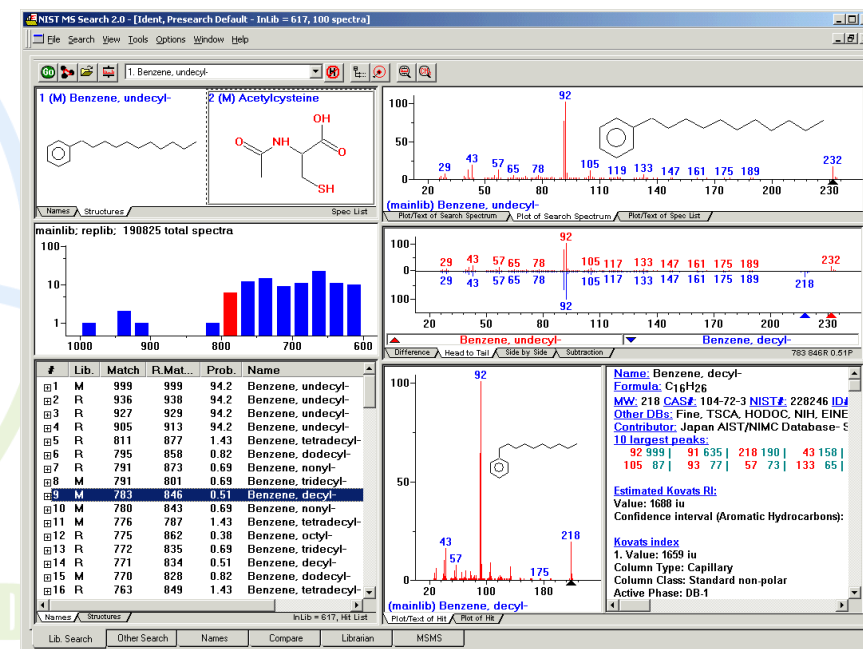 NIST MS Search 2.0 - [Ident, Presearch Default - InLib = 617, 100 spectra]
File Search View Tools Options Window Help
GO 1. Benzene, undecyl- M
1 (M) Benzene, undecyl-
2 (M) Acetylcysteine
OH
O NH O
SH
Names Structures Spec List
100
50
0
92
29 43 57 65 78 105 119 133 147 161 175 189 232
20 50 80 110 140 170 200 230
(mainlib) Benzene, undecyl-
Plot/Text of Search Spectrum Plot of Search Spectrum Plot/Text of Spec List
mainlib; replib; 190825 total spectra
100
10
1
1000 900 800 700 600
100
0
100
92
29 43 57 65 78 105 117 133 147 161 175 189 232
29 43 57 65 78 105 117 133 147 161 175 189 218
92
20 50 80 110 140 170 200 230
Benzene, undecyl- Benzene, decyl-
Difference Head to Tail Side by Side Subtraction 783 846R 0.51P
# Lib. Match R.Mat... Prob. Name
1 M 999 999 94.2 Benzene, undecyl-
2 R 936 938 94.2 Benzene, undecyl-
3 R 927 929 94.2 Benzene, undecyl-
4 R 905 913 94.2 Benzene, undecyl-
5 R 811 877 1.43 Benzene, tetradecyl-
6 R 795 858 0.82 Benzene, dodecyl-
7 R 791 873 0.69 Benzene, nonyl-
8 M 791 801 0.69 Benzene, tridecyl-
9 M 783 846 0.51 Benzene, decyl-
10 M 780 843 0.69 Benzene, nonyl-
11 M 776 787 1.43 Benzene, tetradecyl-
12 R 775 862 0.38 Benzene, octyl-
13 R 772 835 0.69 Benzene, tridecyl-
14 R 771 834 0.51 Benzene, decyl-
15 M 770 828 0.82 Benzene, dodecyl-
16 R 763 849 1.43 Benzene, tetradecyl-
Names Structures InLib = 617, Hit List
100
50
0
92
43
57
175
218
20 100 180
(mainlib) Benzene, decyl-
Plot/Text of Hit Plot of Hit
Name: Benzene, decyl-
Formula: C16H26
MW: 218 CAS#: 104-72-3 NIST#: 228246 ID#
Other DBs: Fine, TSCA, HODOC, NIH, EINE
Contributor: Japan AIST/NIMC Database- S
10 largest peaks:
92 999 | 91 635 | 218 190 | 43 158 |
105 87 | 93 77 | 57 73 | 133 65 |
Estimated Kovats RI:
Value: 1688 iu
Confidence interval (Aromatic Hydrocarbons):
Kovats index
1. Value: 1659 iu
Column Type: Capillary
Column Class: Standard non-polar
Active Phase: DB-1
Lib. Search Other Search Names Compare Librarian MSMS